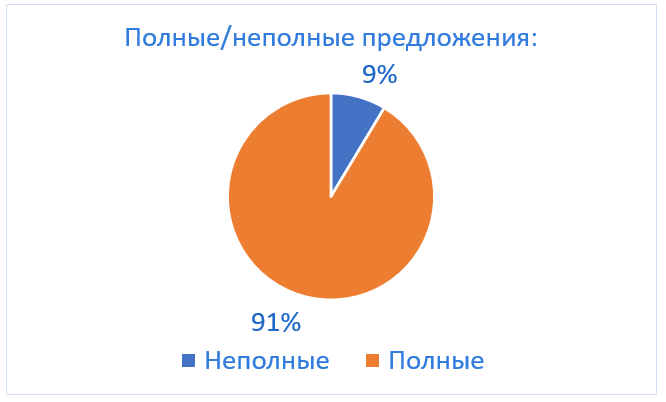 Полные/неполные предложения:
9%
91%
Неполные Полные